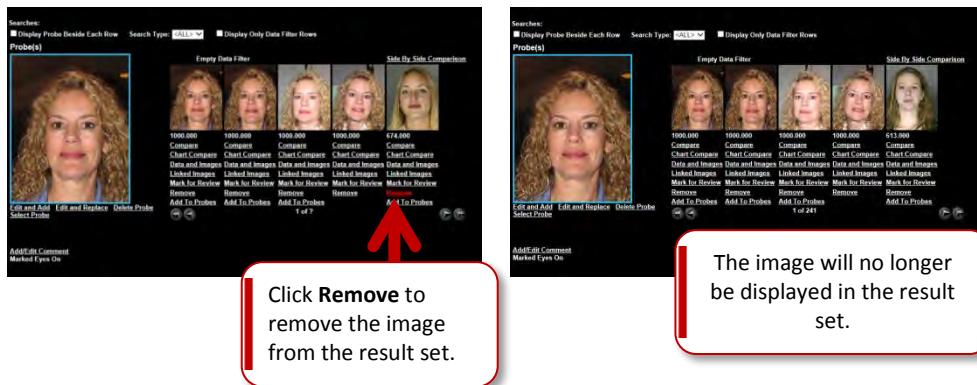 Searches:
Display Probe Beside Each Row Search Type: <ALL> Display Only Data Filter Rows
Probe(s)
Empty Data Filter Side By Side Comparison
1000.000 1000.000 1000.000 1000.000 674.000
Compare Compare Compare Compare Compare
Chart Compare Chart Compare Chart Compare Chart Compare Chart Compare
Data and Images Data and Images Data and Images Data and Images Data and Images
Linked Images Linked Images Linked Images Linked Images Linked Images
Mark for Review Mark for Review Mark for Review Mark for Review Mark for Review
Remove Remove Remove Remove Remove
Add To Probes Add To Probes Add To Probes Add To Probes
1 of 7
Edit and Add Edit and Replace Delete Probe
Select Probe
Add/Edit Comment
Marked Eyes On
Click Remove to
remove the image
from the result set.
Searches:
Display Probe Beside Each Row Search Type: <ALL> Display Only Data Filter Rows
Probe(s)
Empty Data Filter Side By Side Comparison
1000.000 1000.000 1000.000 1000.000 613.000
Compare Compare Compare Compare Compare
Chart Compare Chart Compare Chart Compare Chart Compare Chart Compare
Data and Images Data and Images Data and Images Data and Images Data and Images
Linked Images Linked Images Linked Images Linked Images Linked Images
Mark for Review Mark for Review Mark for Review Mark for Review Mark for Review
Remove Remove Remove Remove Remove
Add To Probes Add To Probes Add To Probes Add To Probes
1 of 241
Edit and Add Edit and Replace Delete Probe
Select Probe
Add/Edit Comment
Marked Eyes On
The image will no longer
be displayed in the result
set.